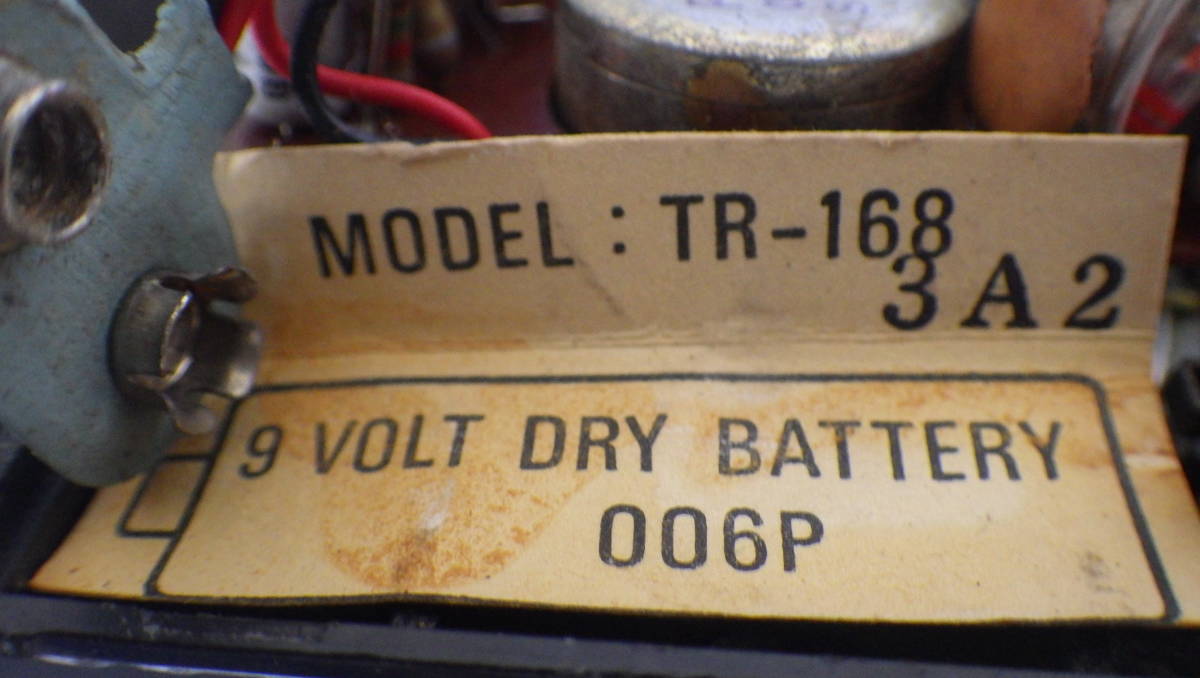 MODEL : TR-168
3A2
9 VOLT DRY BATTERY
006P